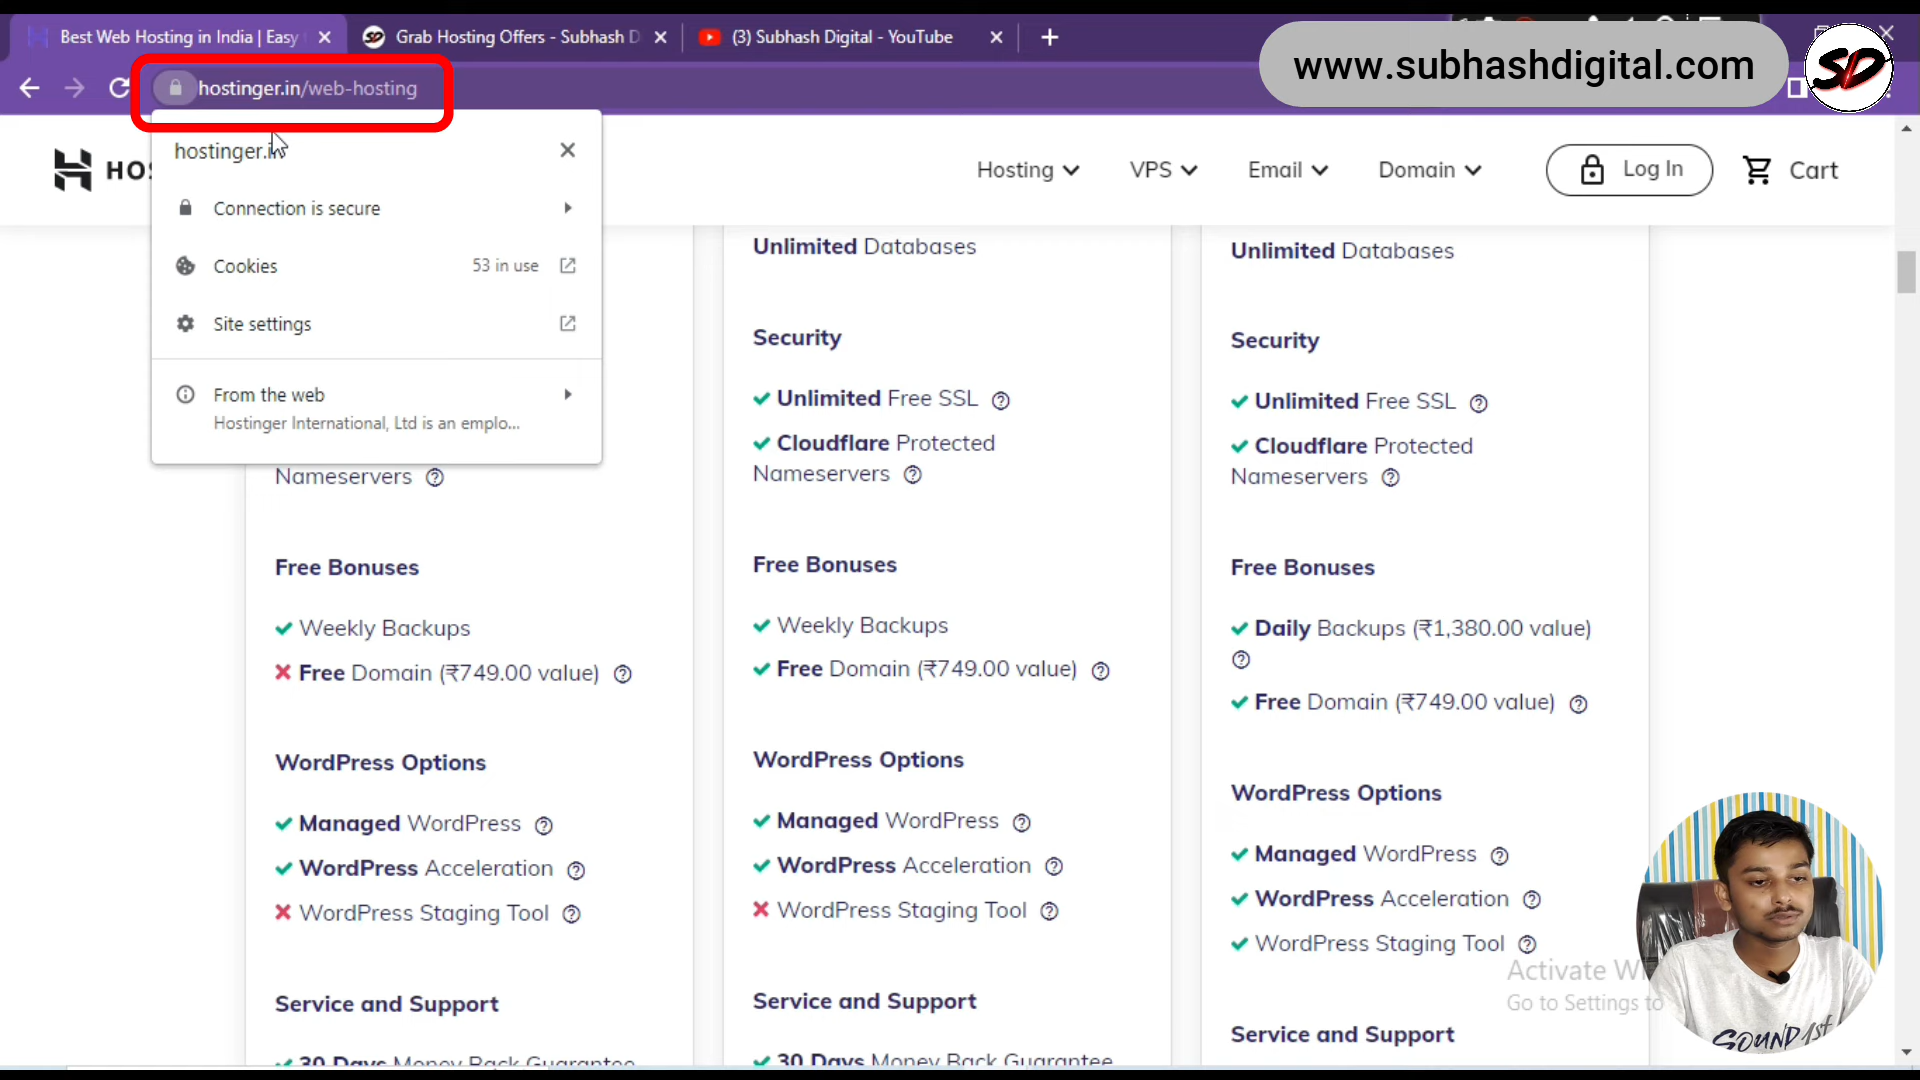 Best Web Hosting in India | Easy
Grab Hosting Offers - Subhash D
(3) Subhash Digital - YouTube
www.subhashdigital.com
SD
hostinger.in/web-hosting
hostinger.in
HO
Hosting
VPS
Email
Domain
Log In
Cart
Connection is secure
Cookies
53 in use
Site settings
From the web
Hostinger International, Ltd is an emplo...
Nameservers
Free Bonuses
Weekly Backups
Free Domain (₹749.00 value)
WordPress Options
Managed WordPress
WordPress Acceleration
WordPress Staging Tool
Service and Support
30 Days Money Back Guarantee
Unlimited Databases
Security
Unlimited Free SSL
Cloudflare Protected
Nameservers
Free Bonuses
Weekly Backups
Free Domain (₹749.00 value)
WordPress Options
Managed WordPress
WordPress Acceleration
WordPress Staging Tool
Service and Support
30 Days Money Back Guarantee
Unlimited Databases
Security
Unlimited Free SSL
Cloudflare Protected
Nameservers
Free Bonuses
Daily Backups (₹1,380.00 value)
Free Domain (₹749.00 value)
WordPress Options
Managed WordPress
WordPress Acceleration
WordPress Staging Tool
Service and Support
Activate W
Go to Settings to